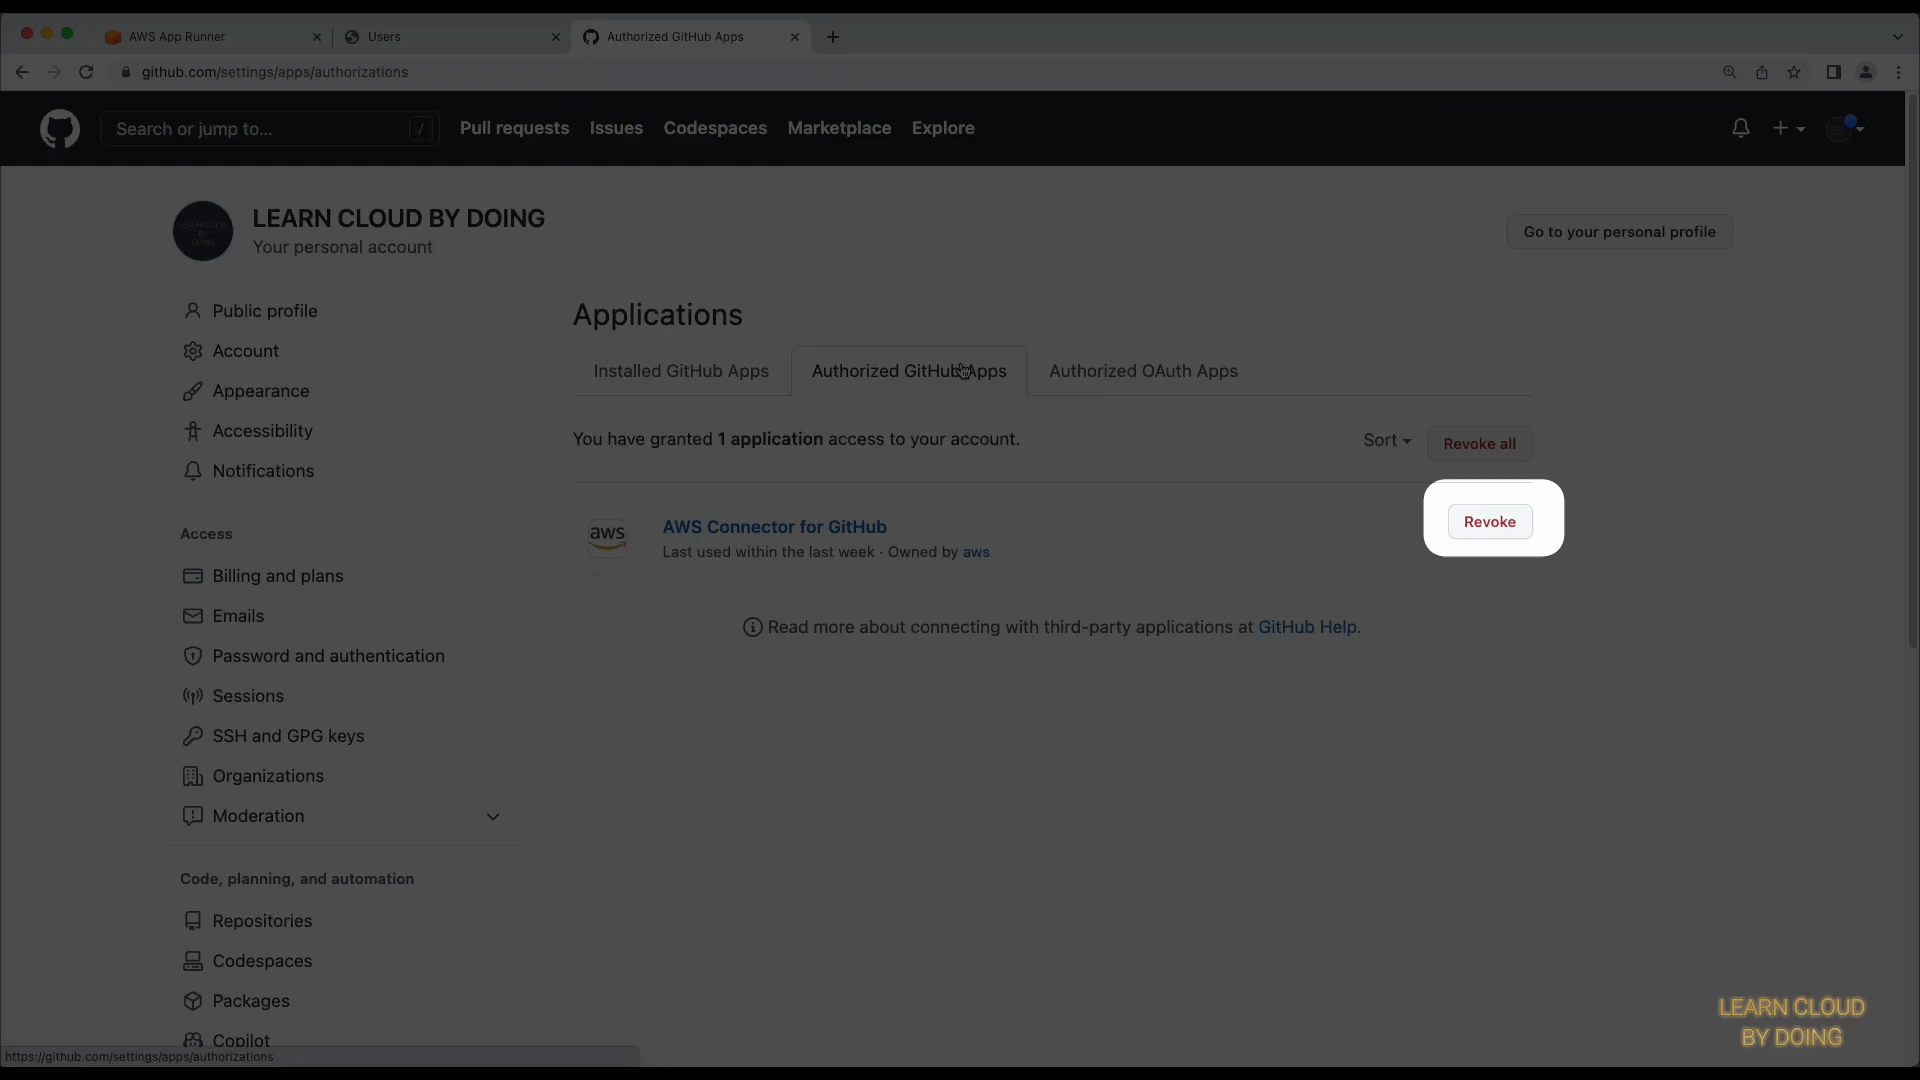 AWS App Runner
Users
Authorized GitHub Apps
github.com/settings/apps/authorizations
Search or jump to...
/
Pull requests
Issues
Codespaces
Marketplace
Explore
LEARN CLOUD BY DOING
Your personal account
Go to your personal profile
Public profile
Account
Appearance
Accessibility
Notifications
Access
Billing and plans
Emails
Password and authentication
Sessions
SSH and GPG keys
Organizations
Moderation
Code, planning, and automation
Repositories
Codespaces
Packages
Copilot
Applications
Installed GitHub Apps
Authorized GitHub Apps
Authorized OAuth Apps
You have granted 1 application access to your account.
Sort
Revoke all
aws
AWS Connector for GitHub
Last used within the last week · Owned by aws
Revoke
Read more about connecting with third-party applications at GitHub Help.
https://github.com/settings/apps/authorizations
LEARN CLOUD
BY DOING